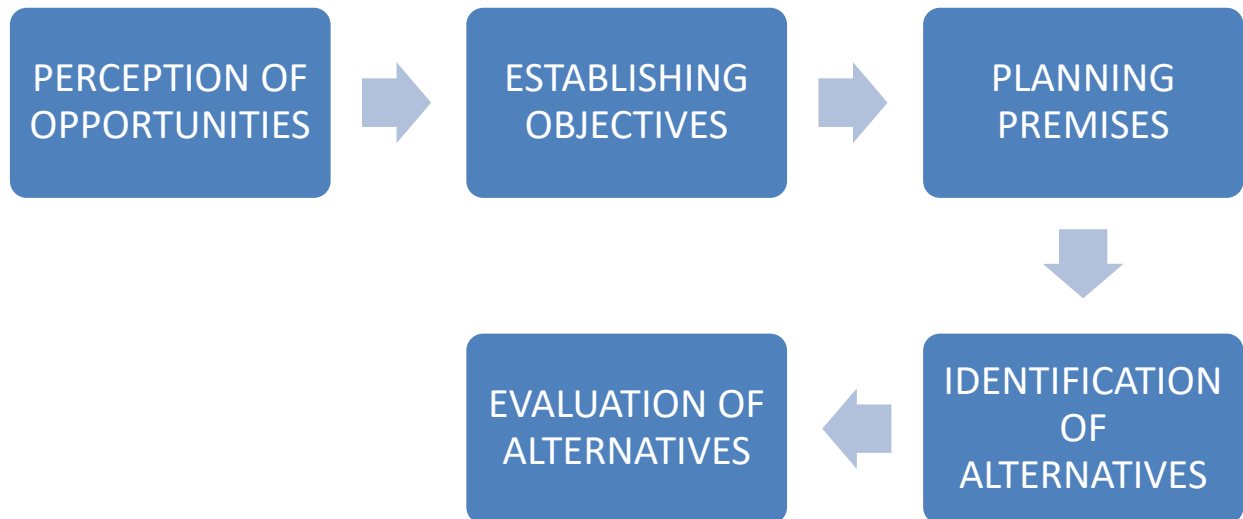 PERCEPTION OF
OPPORTUNITIES
ESTABLISHING
OBJECTIVES
PLANNING
PREMISES
IDENTIFICATION
OF
ALTERNATIVES
EVALUATION OF
ALTERNATIVES